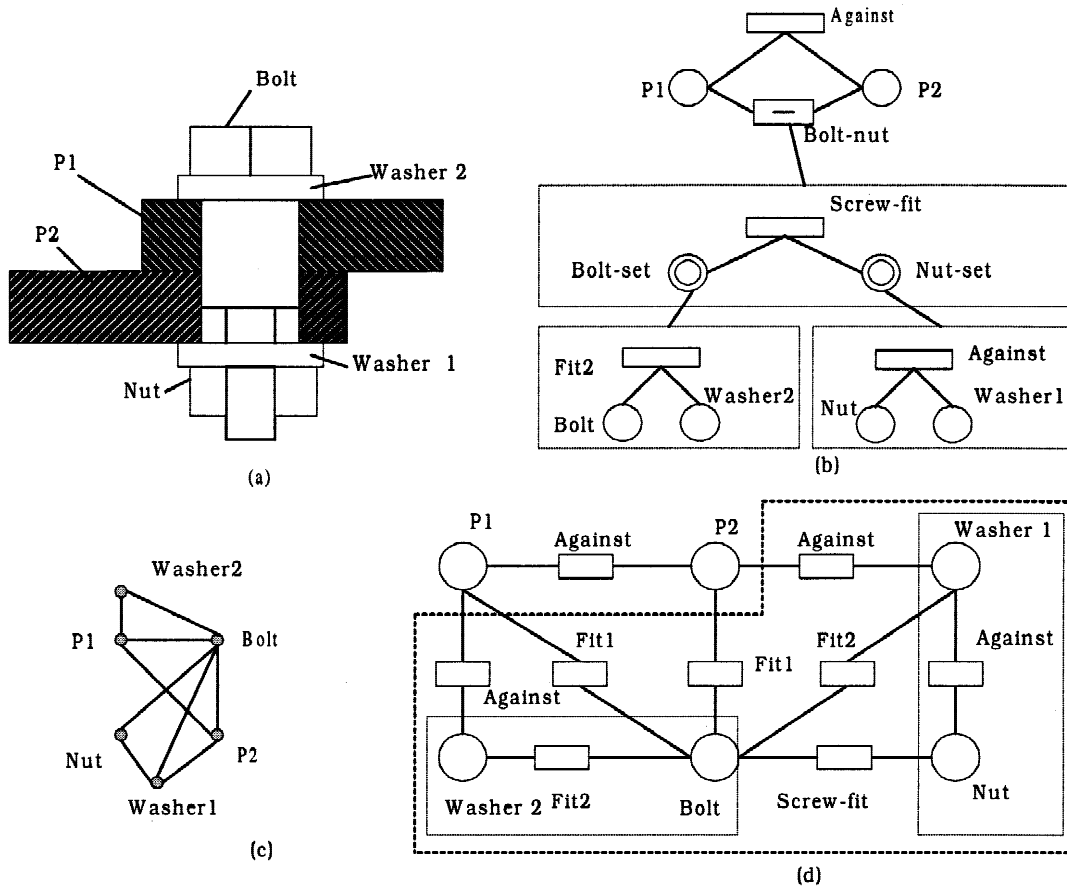 Bolt
P1
Washer 2
P2
Washer 1
Nut
(a)
Against
P1
P2
Bolt-nut
Screw-fit
Bolt-set
Nut-set
Fit2
Against
Washer2
Washer1
Bolt
Nut
(b)
Washer2
P1
Bolt
Nut
P2
Washer1
(c)
P1
P2
Washer 1
Against
Against
Fit1
Fit2
Against
Against
Fit1
Washer 2
Fit2
Bolt
Screw-fit
Nut
(d)